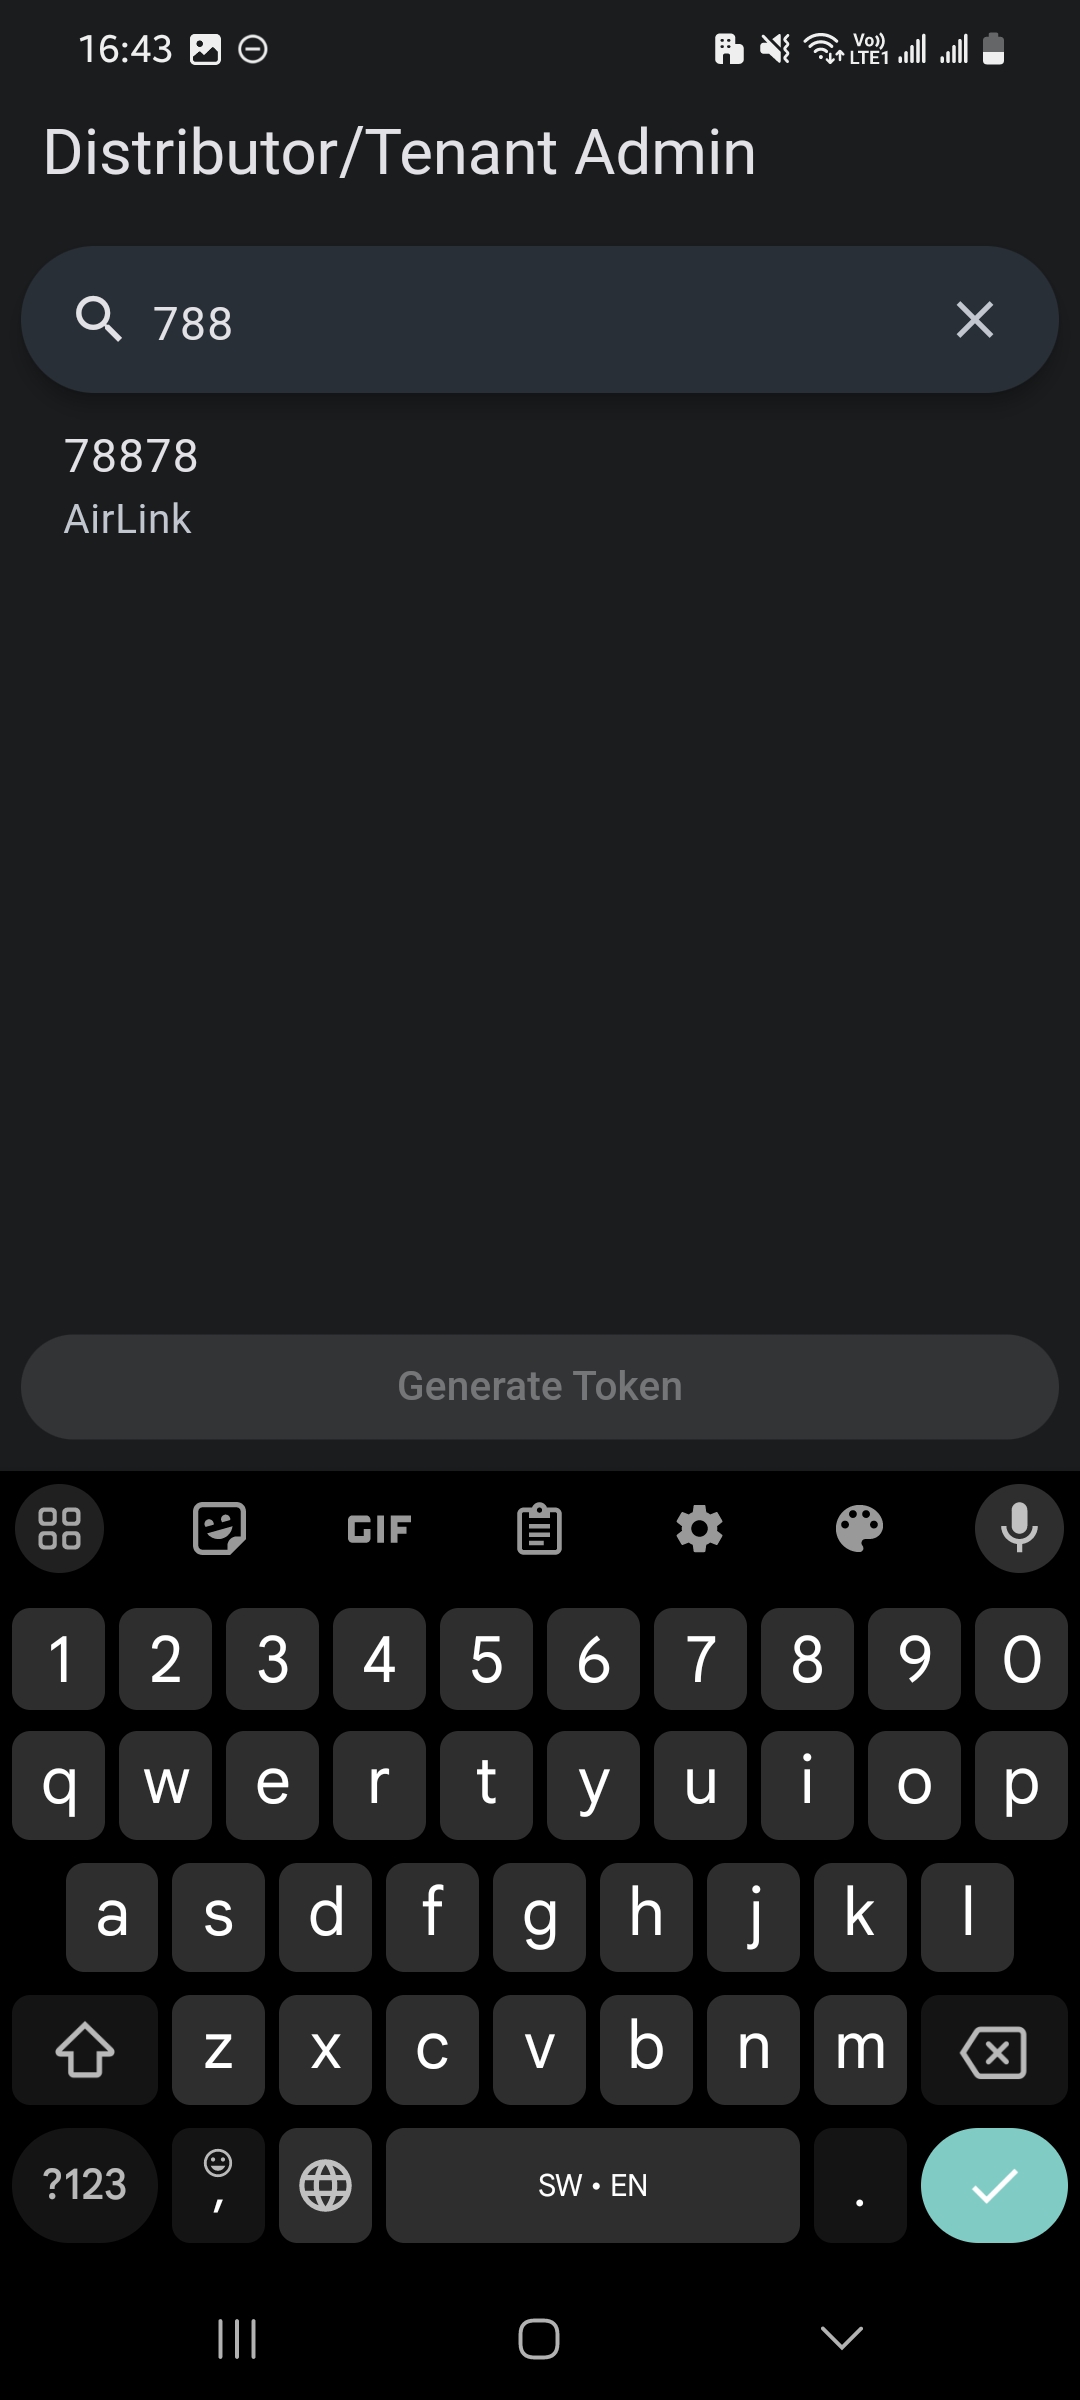 16:43
Vo))
LTE1
Distributor/Tenant Admin
788
78878
AirLink
Generate Token
GIF
1 2 3 4 5 6 7 8 9 0
q w e r t y u i o p
a s d f g h j k l
z x c v b n m
?123 , SW • EN .